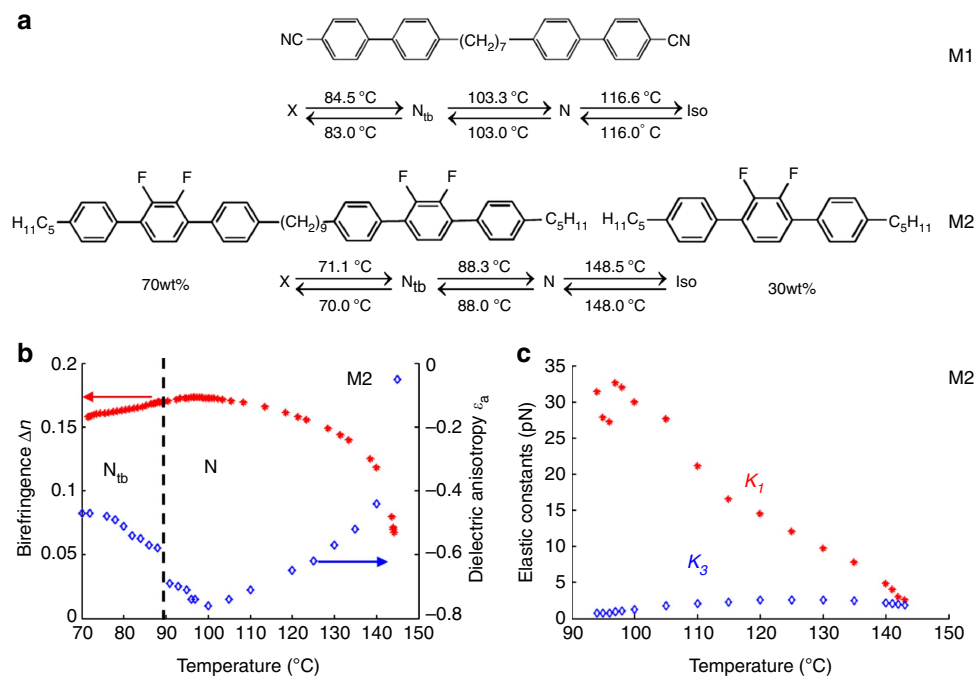 a
NC
(CH₂)₇
CN
M1
X 84.5 °C N_tb 103.3 °C N 116.6 °C Iso
83.0 °C 103.0 °C 116.0° C
F F F F F F
H₁₁C₅ (CH₂)₉ C₅H₁₁ H₁₁C₅ C₅H₁₁ M2
71.1 °C 88.3 °C 148.5 °C
70wt% X N_tb N Iso 30wt%
70.0 °C 88.0 °C 148.0 °C
b
0.2
0.15
0.1
0.05
0
Birefringence Δn
M2
N_tb
N
0
−0.2
−0.4
−0.6
−0.8
Dielectric anisotropy ε_a
70 80 90 100 110 120 130 140 150
Temperature (°C)
c
M2
35
30
25
20
15
10
5
0
Elastic constants (pN)
K₁
K₃
90 100 110 120 130 140 150
Temperature (°C)